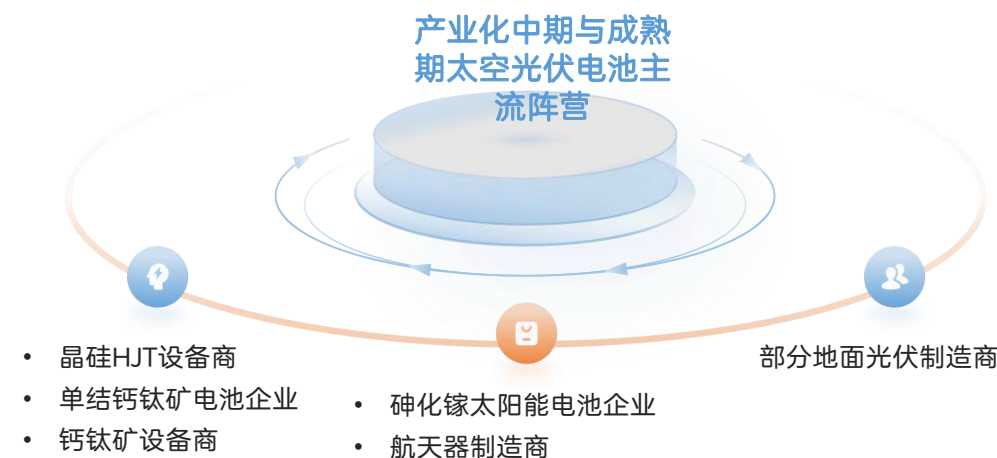 产业化中期与成熟
期太空光伏电池主
流阵营
• 晶硅HJT设备商
• 单结钙钛矿电池企业
• 钙钛矿设备商
• 砷化镓太阳能电池企业
• 航天器制造商
部分地面光伏制造商